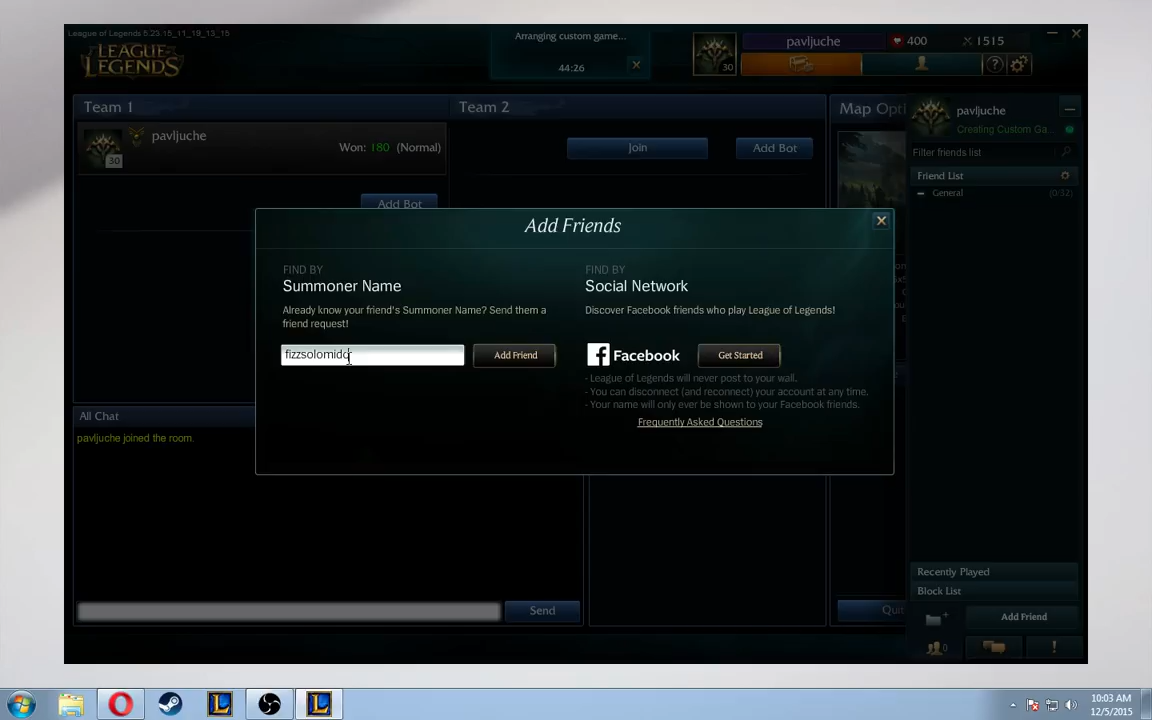 League of Legends 5.23.15_11_19_13_15
LEAGUE of LEGENDS
Arranging custom game...
44:26
30
pavljuche
400
1515
Team 1
pavljuche
30
Won: 180 (Normal)
Add Bot
Team 2
Join
Add Bot
Map Opti
pavljuche
Creating Custom Ga...
Filter friends list
Friend List
General
(0/32)
Add Friends
FIND BY
Summoner Name
Already know your friend's Summoner Name? Send them a
friend request!
Add Friend
FIND BY
Social Network
Discover Facebook friends who play League of Legends!
Facebook
Get Started
- League of Legends will never post to your wall.
- You can disconnect (and reconnect) your account at any time.
- Your name will only ever be shown to your Facebook friends.
Frequently Asked Questions
All Chat
pavljuche joined the room.
Send
Quit
Recently Played
Block List
Add Friend
0
10:03 AM
12/5/2015